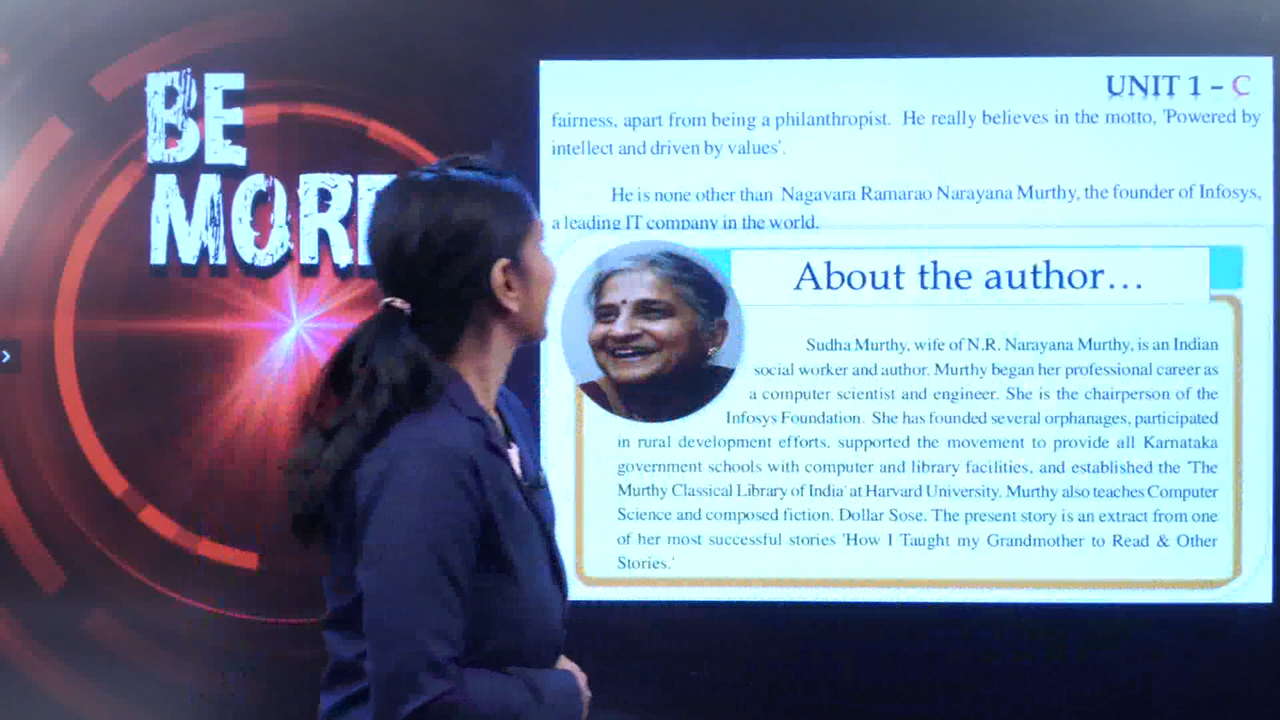 BE
MORE
UNIT 1 – C
fairness, apart from being a philanthropist. He really believes in the motto, 'Powered by
intellect and driven by values'.
He is none other than Nagavara Ramarao Narayana Murthy, the founder of Infosys,
a leading IT company in the world.
About the author…
Sudha Murthy, wife of N.R. Narayana Murthy, is an Indian
social worker and author. Murthy began her professional career as
a computer scientist and engineer. She is the chairperson of the
Infosys Foundation. She has founded several orphanages, participated
in rural development efforts, supported the movement to provide all Karnataka
government schools with computer and library facilities, and established the 'The
Murthy Classical Library of India' at Harvard University. Murthy also teaches Computer
Science and composed fiction. Dollar Sose. The present story is an extract from one
of her most successful stories 'How I Taught my Grandmother to Read & Other
Stories.'